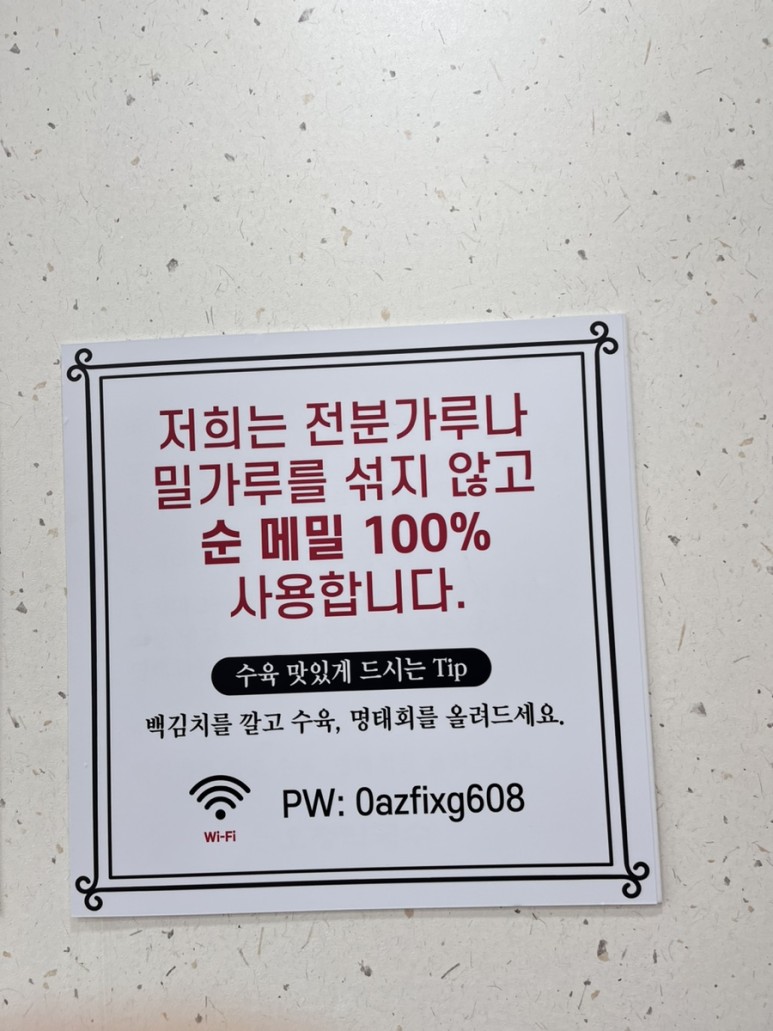 저희는 전분가루나
밀가루를 섞지 않고
순 메밀 100%
사용합니다.
수육 맛있게 드시는 Tip
백김치를 깔고 수육, 명태회를 올려드세요.
Wi-Fi
PW: 0azfixg608